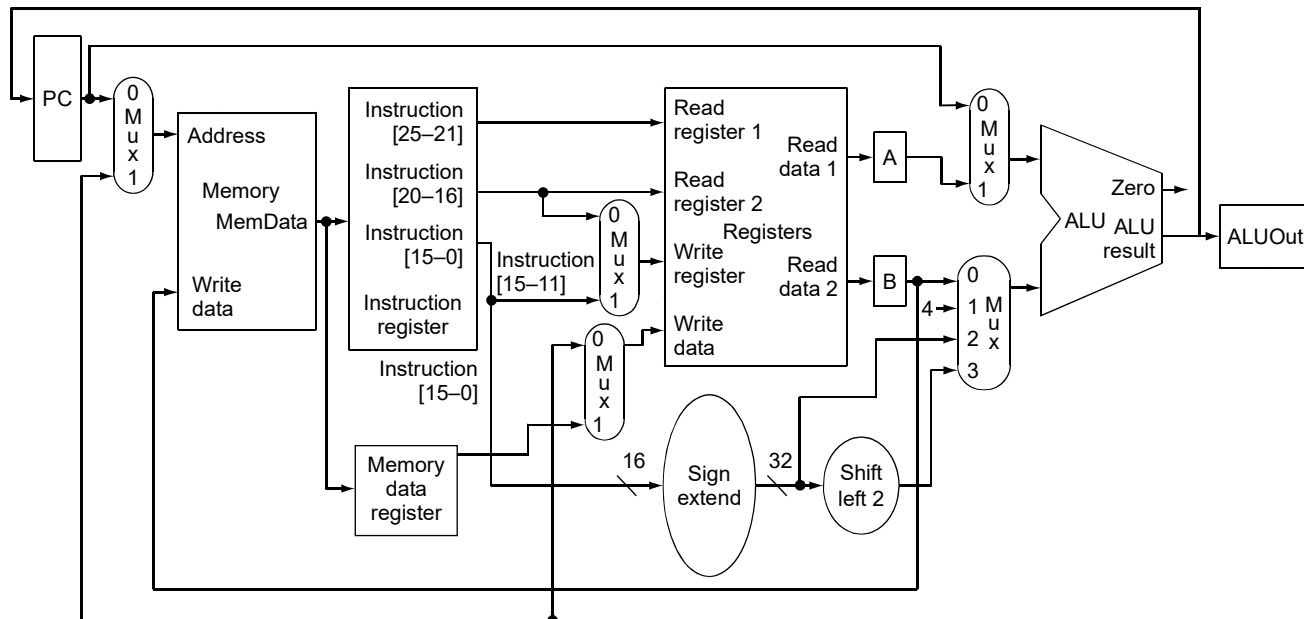 PC
0
M
u
x
1
Address
Memory
MemData
Write
data
Instruction
[25–21]
Instruction
[20–16]
Instruction
[15–0]
Instruction
register
Instruction
[15–11]
Instruction
[15–0]
Memory
data
register
0
M
u
x
1
0
M
u
x
1
Read
register 1
Read
register 2
Registers
Write
register
Write
data
Read
data 1
Read
data 2
16
Sign
extend
32
Shift
left 2
A
B
4
0
M
u
x
1
0
1
2
3
M
u
x
Zero
ALU
ALU
result
ALUOut